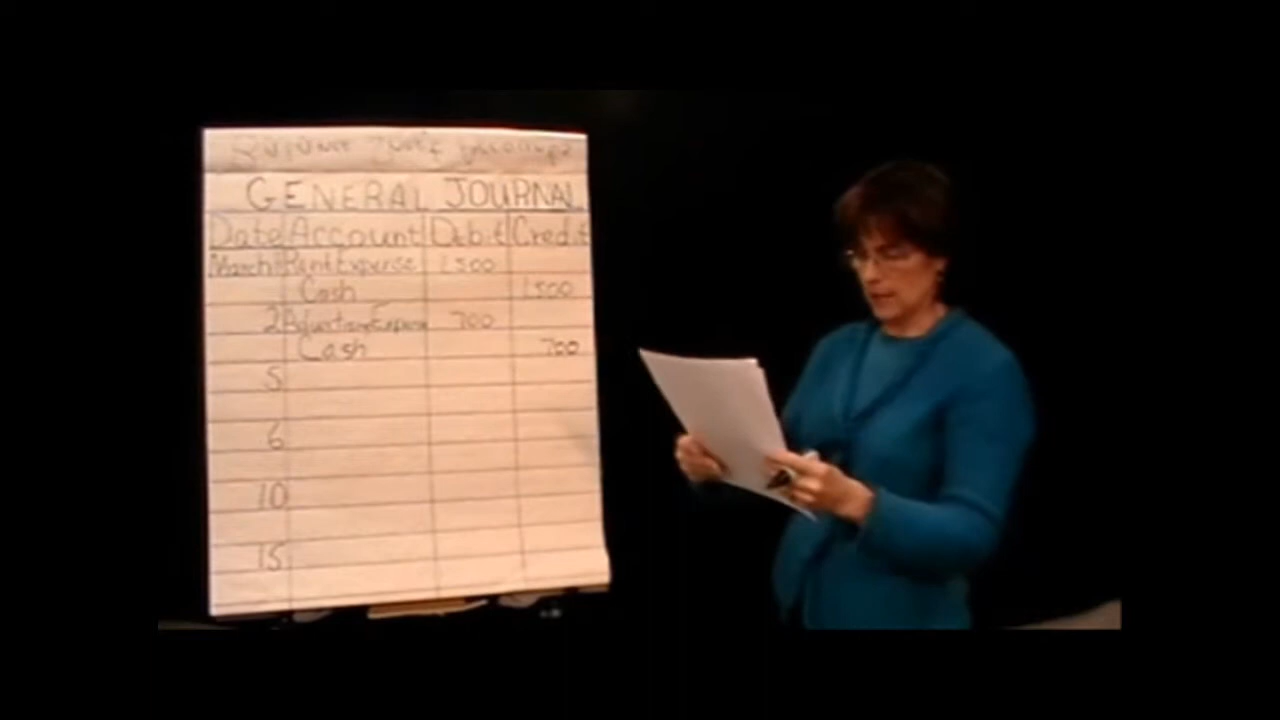 GENERAL JOURNAL
Date Account Debit Credit
March 1 Rent Expense 1500
Cash 1500
2 Expense 700
Cash 700
5
6
10
15